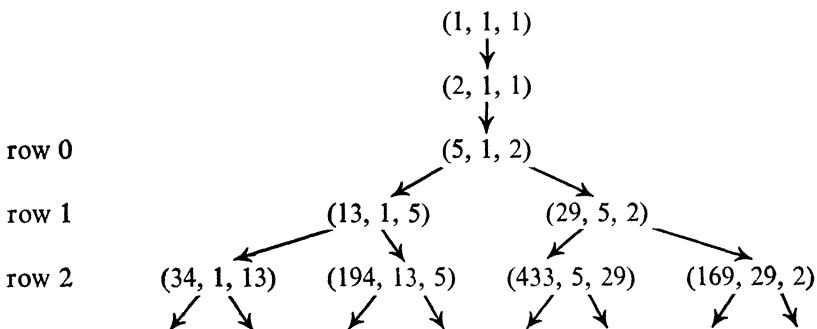 (1, 1, 1)
(2, 1, 1)
row 0 (5, 1, 2)
row 1 (13, 1, 5) (29, 5, 2)
row 2 (34, 1, 13) (194, 13, 5) (433, 5, 29) (169, 29, 2)